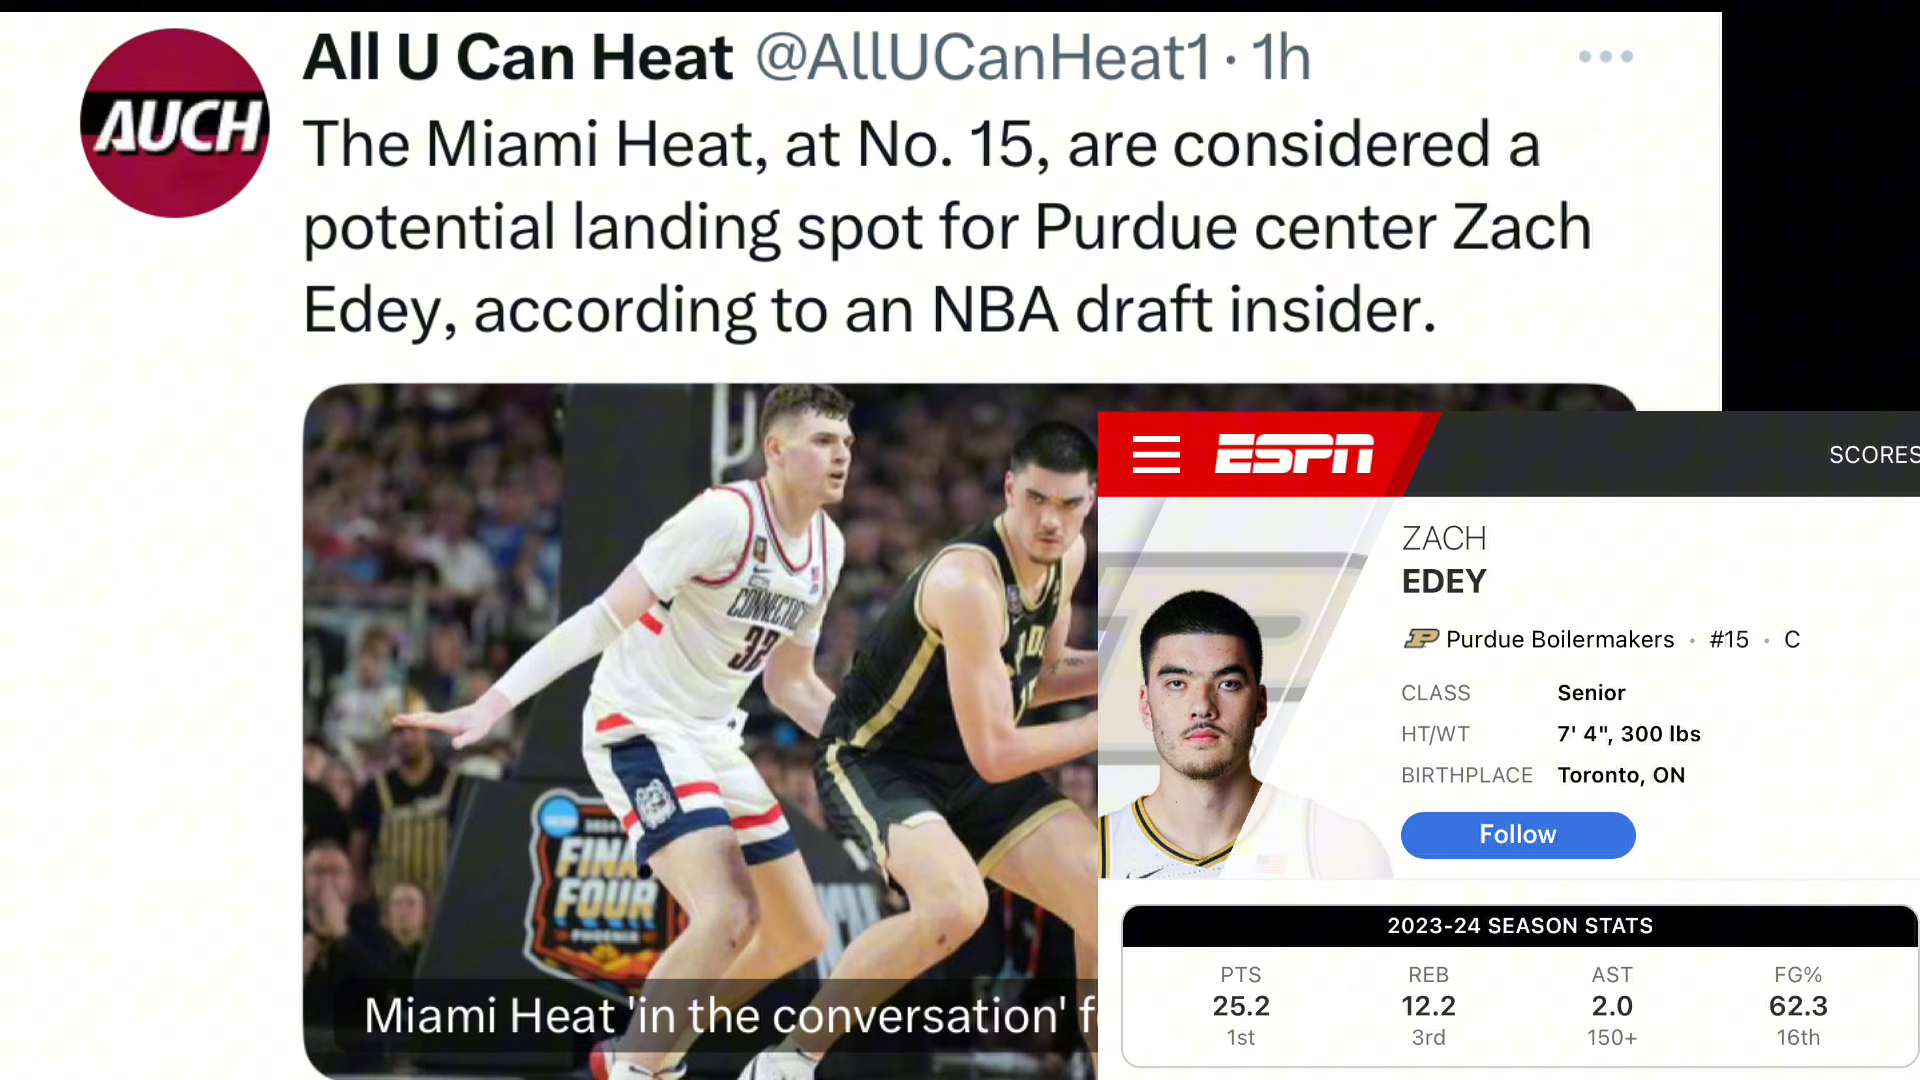 AUCH
All U Can Heat @AllUCanHeat1 · 1h
The Miami Heat, at No. 15, are considered a
potential landing spot for Purdue center Zach
Edey, according to an NBA draft insider.
CONNECTIC
32
FINA
FOUR
PHOENIX
Miami Heat 'in the conversation' f
ESPN
SCORES
ZACH
EDEY
P Purdue Boilermakers · #15 · C
CLASS Senior
HT/WT 7' 4", 300 lbs
BIRTHPLACE Toronto, ON
Follow
2023-24 SEASON STATS
PTS REB AST FG%
25.2 12.2 2.0 62.3
1st 3rd 150+ 16th